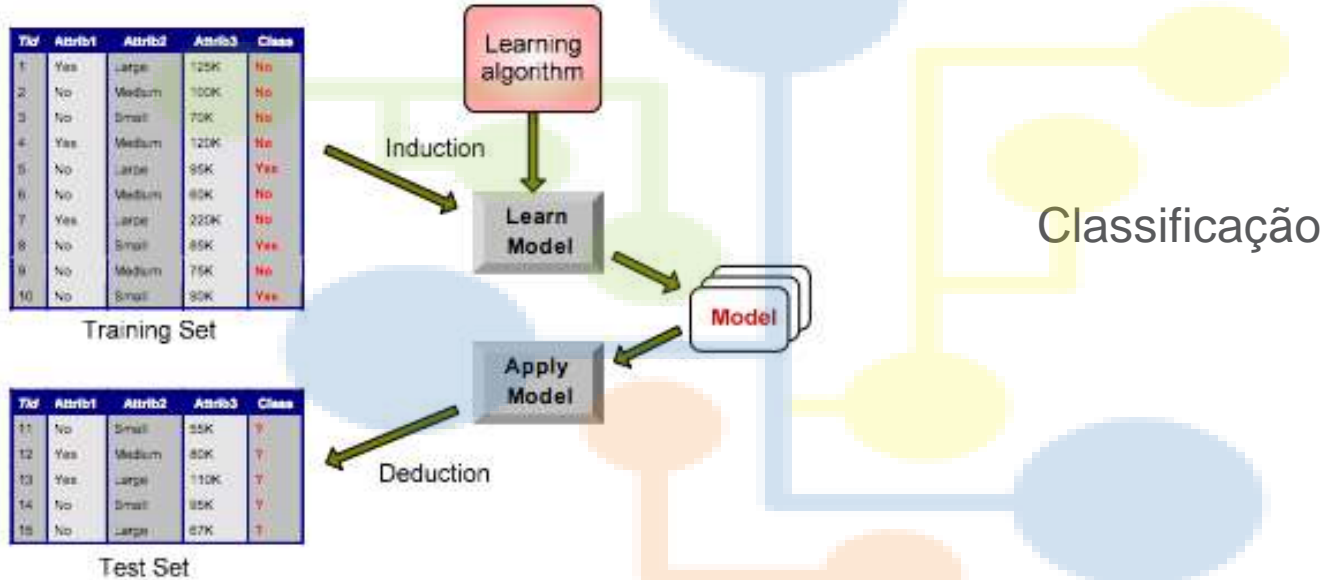 Tid Attrib1 Attrib2 Attrib3 Class
1 Yes Large 125K No
2 No Medium 100K No
3 No Small 70K No
4 Yes Medium 120K No
5 No Large 95K Yes
6 No Medium 60K No
7 Yes Large 220K No
8 No Small 85K Yes
9 No Medium 75K No
10 No Small 90K Yes
Training Set
Learning
algorithm
Induction
Learn
Model
Model
Classificação
Apply
Model
Deduction
Tid Attrib1 Attrib2 Attrib3 Class
11 No Small 55K ?
12 Yes Medium 80K ?
13 Yes Large 110K ?
14 No Small 95K ?
15 No Large 67K ?
Test Set